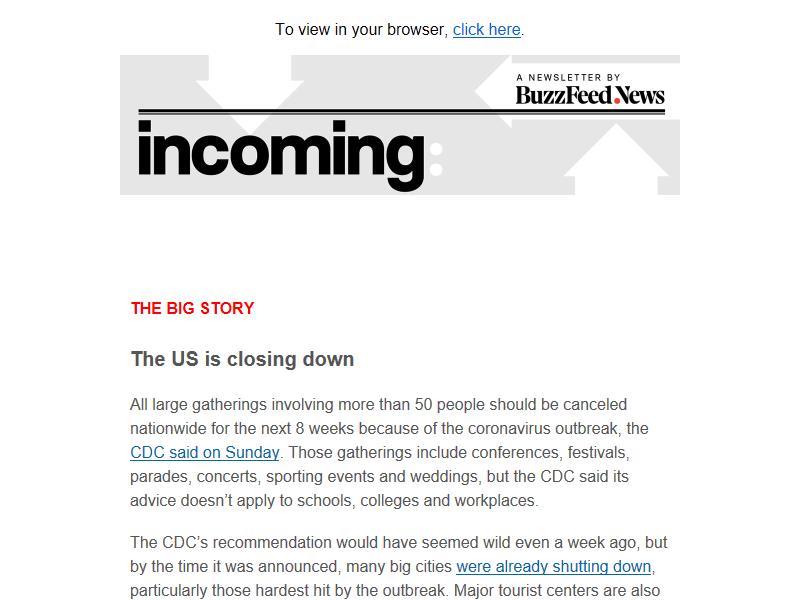 To view in your browser, click here.
A NEWSLETTER BY
BuzzFeed.News
incoming:
THE BIG STORY
The US is closing down
All large gatherings involving more than 50 people should be canceled
nationwide for the next 8 weeks because of the coronavirus outbreak, the
CDC said on Sunday. Those gatherings include conferences, festivals,
parades, concerts, sporting events and weddings, but the CDC said its
advice doesn’t apply to schools, colleges and workplaces.
The CDC’s recommendation would have seemed wild even a week ago, but
by the time it was announced, many big cities were already shutting down,
particularly those hardest hit by the outbreak. Major tourist centers are also